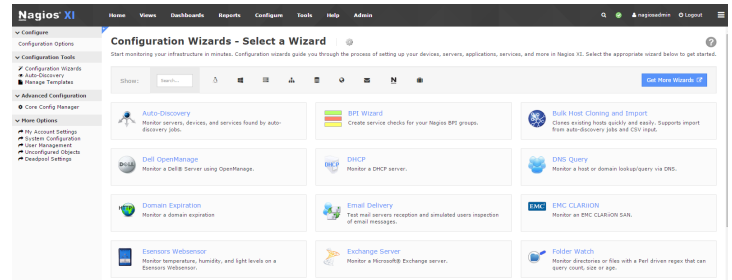 Nagios® XI
Home Views Dashboards Reports Configure Tools Help Admin
nagiosadmin Logout
Configure
Configuration Options
Configuration Tools
Configuration Wizards
Auto-Discovery
Manage Templates
Advanced Configuration
Core Config Manager
More Options
My Account Settings
System Configuration
User Management
Unconfigured Objects
Deadpool Settings
Configuration Wizards - Select a Wizard
Start monitoring your infrastructure in minutes. Configuration wizards guide you through the process of setting up your devices, servers, applications, services, and more in Nagios XI. Select the appropriate wizard below to get started.
Show: Search... N Get More Wizards
Auto-Discovery
Monitor servers, devices, and services found by auto-
discovery jobs.
BPI Wizard
Create service checks for your Nagios BPI groups.
Bulk Host Cloning and Import
Clones existing hosts quickly and easily. Supports import
from auto-discovery jobs and CSV input.
DELL
Dell OpenManage
Monitor a Dell® Server using OpenManage.
DHCP
DHCP
Monitor a DHCP server.
DNS Query
Monitor a host or domain lookup/query via DNS.
HTTP
Domain Expiration
Monitor a domain expiration
Email Delivery
Test mail servers reception and simulated users inspection
of email messages.
EMC
EMC CLARiiON
Monitor an EMC CLARiiON SAN.
Esensors Websensor
Monitor temperature, humidity, and light levels on a
Esensors Websensor.
Exchange Server
Monitor a Microsoft® Exchange server.
Folder Watch
Monitor directories or files with a Perl driven regex that can
query count, size or age.